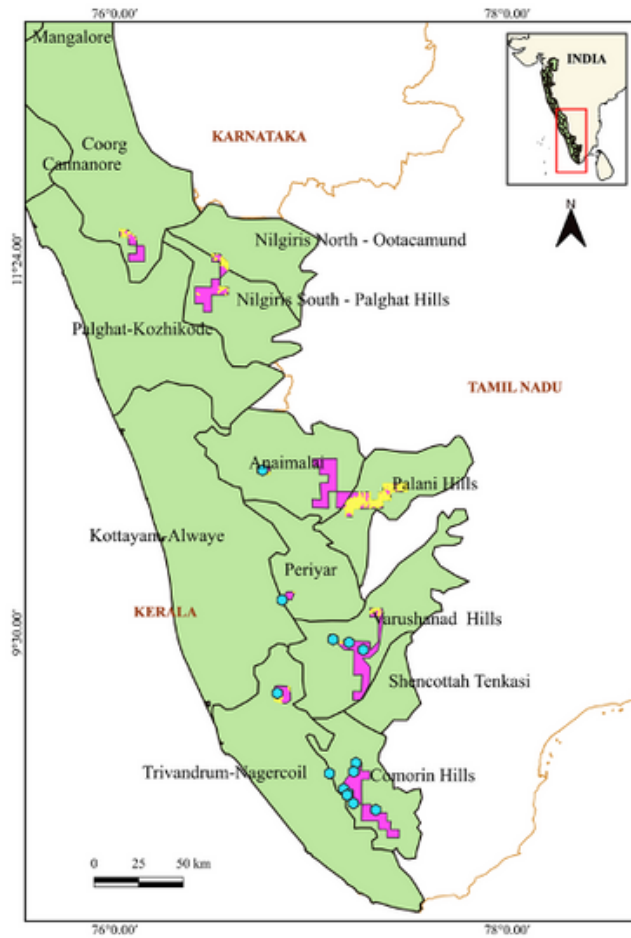 76°0.00'
78°0.00'
Mangalore
INDIA
Coorg
KARNATAKA
Cannanore
N
Nilgiris North - Ootacamund
11°24.00'
Nilgiris South - Palghat Hills
Palghat-Kozhikode
TAMIL NADU
Anaimalai
Palani Hills
Kottayam Alwaye
Periyar
KERALA
Varushanad Hills
9°30.00'
Shencottah Tenkasi
Trivandrum-Nagercoil
Comorin Hills
0 25 50 km
76°0.00'
78°0.00'